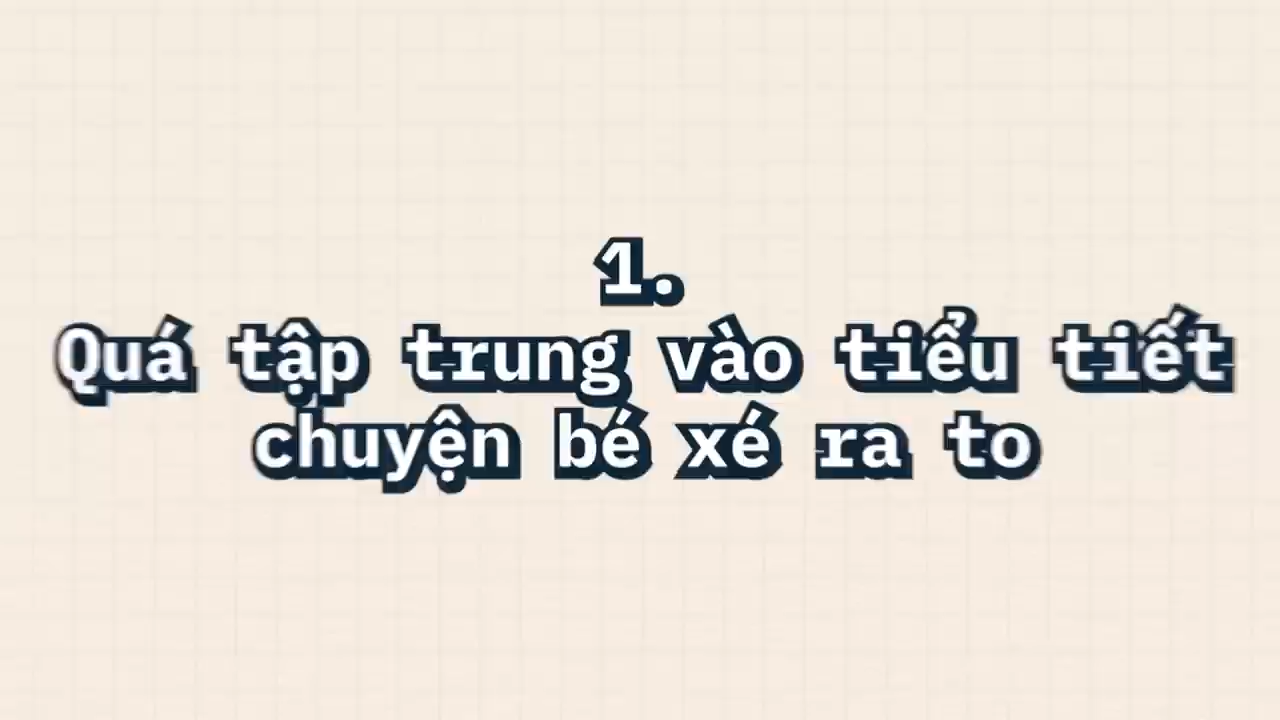 1.
Quá tập trung vào tiểu tiết
chuyện bé xé ra to